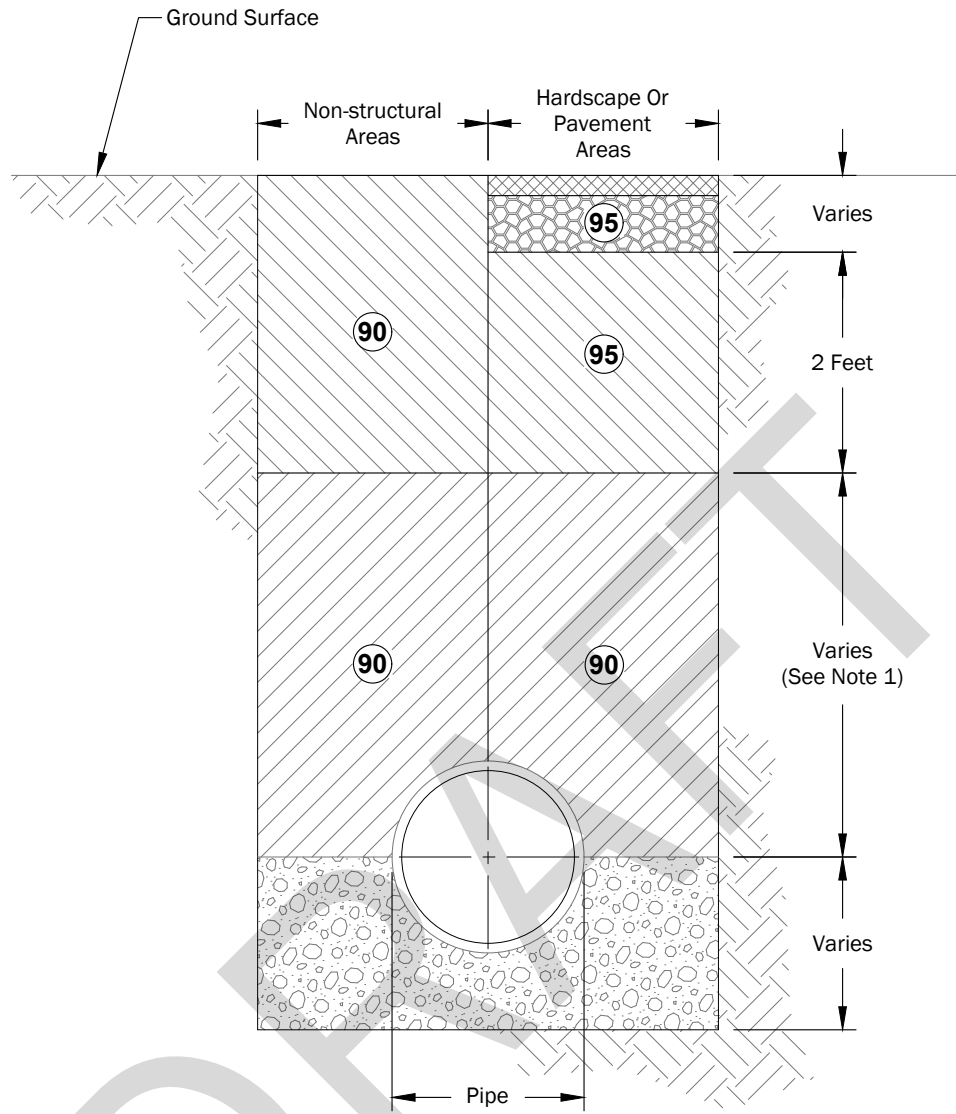 Ground Surface
Non-structural
Areas
Hardscape Or
Pavement
Areas
95
Varies
90
95
2 Feet
90
90
Varies
(See Note 1)
Varies
Pipe
DRAFT